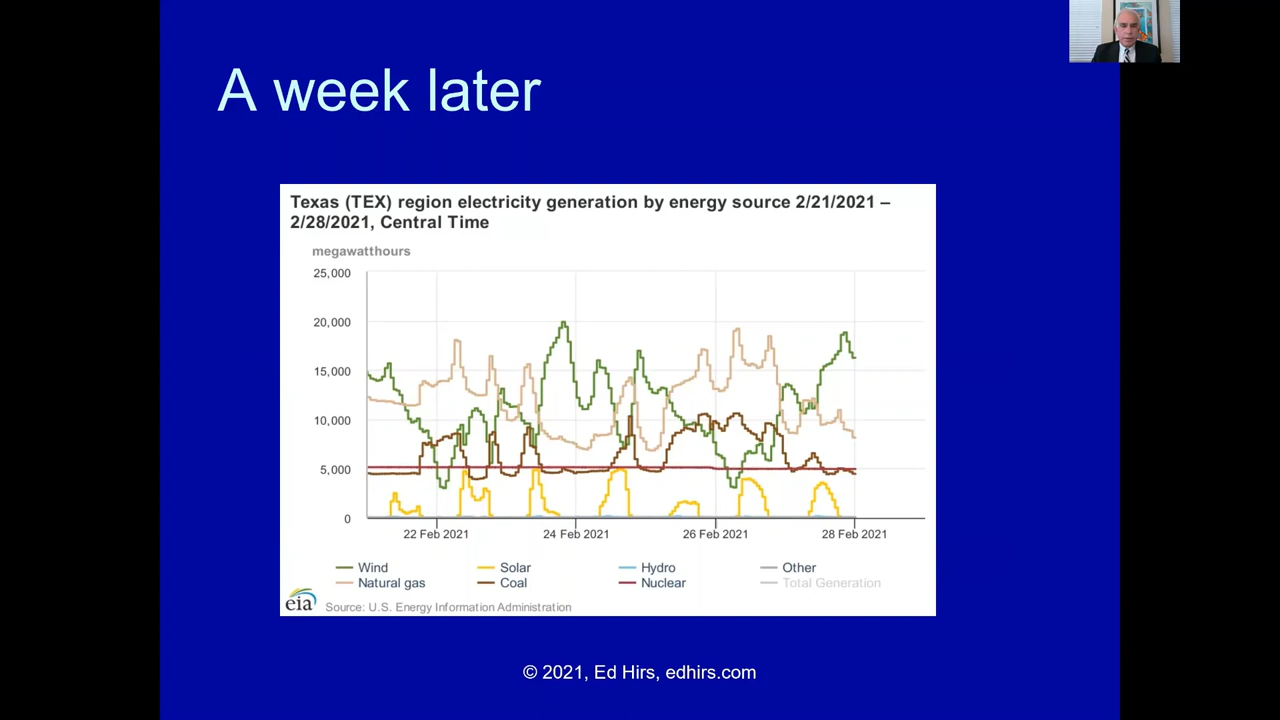 A week later
Texas (TEX) region electricity generation by energy source 2/21/2021 –
2/28/2021, Central Time
megawatthours
25,000
20,000
15,000
10,000
5,000
0
22 Feb 2021 24 Feb 2021 26 Feb 2021 28 Feb 2021
Wind Solar Hydro Other
Natural gas Coal Nuclear Total Generation
eia Source: U.S. Energy Information Administration
© 2021, Ed Hirs, edhirs.com